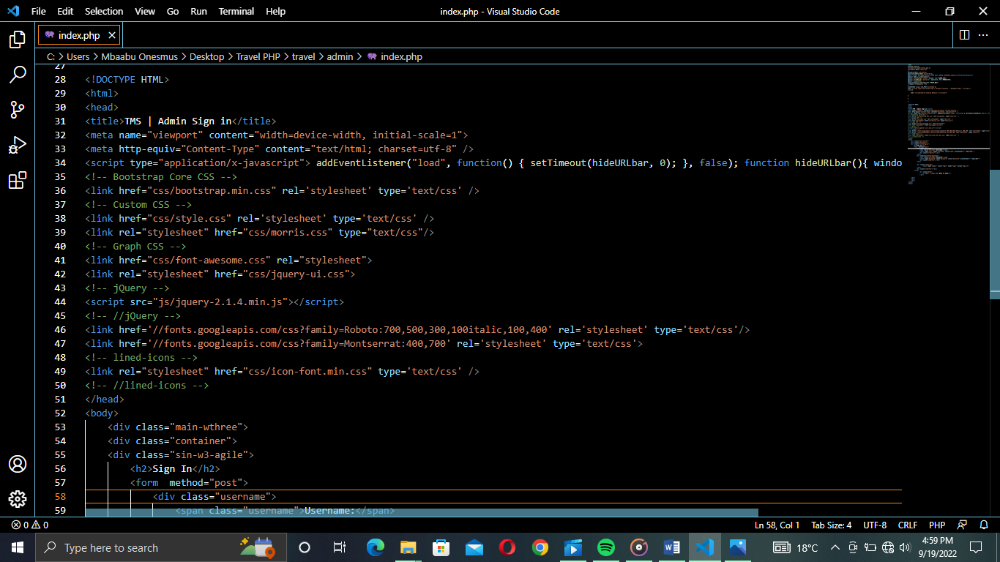 File Edit Selection View Go Run Terminal Help index.php - Visual Studio Code
index.php
C: > Users > Mbaabu Onesmus > Desktop > Travel PHP > travel > admin > index.php
27
28 <!DOCTYPE HTML>
29 <html>
30 <head>
31 <title>TMS | Admin Sign in</title>
32 <meta name="viewport" content="width=device-width, initial-scale=1">
33 <meta http-equiv="Content-Type" content="text/html; charset=utf-8" />
34 <script type="application/x-javascript"> addEventListener("load", function() { setTimeout(hideURLbar, 0); }, false); function hideURLbar(){ windo
35 <!-- Bootstrap Core CSS -->
36 <link href="css/bootstrap.min.css" rel='stylesheet' type='text/css' />
37 <!-- Custom CSS -->
38 <link href="css/style.css" rel='stylesheet' type='text/css' />
39 <link rel="stylesheet" href="css/morris.css" type="text/css"/>
40 <!-- Graph CSS -->
41 <link href="css/font-awesome.css" rel="stylesheet">
42 <link rel="stylesheet" href="css/jquery-ui.css">
43 <!-- jQuery -->
44 <script src="js/jquery-2.1.4.min.js"></script>
45 <!-- //jQuery -->
46 <link href='//fonts.googleapis.com/css?family=Roboto:700,500,300,100italic,100,400' rel='stylesheet' type='text/css'/>
47 <link href='//fonts.googleapis.com/css?family=Montserrat:400,700' rel='stylesheet' type='text/css'>
48 <!-- lined-icons -->
49 <link rel="stylesheet" href="css/icon-font.min.css" type='text/css' />
50 <!-- //lined-icons -->
51 </head>
52 <body>
53 <div class="main-wthree">
54 <div class="container">
55 <div class="sin-w3-agile">
56 <h2>Sign In</h2>
57 <form  method="post">
58 <div class="username">
59 <span class="username">Username:</span>
0 0 Ln 58, Col 1 Tab Size: 4 UTF-8 CRLF PHP
Type here to search 18°C 4:59 PM
9/19/2022